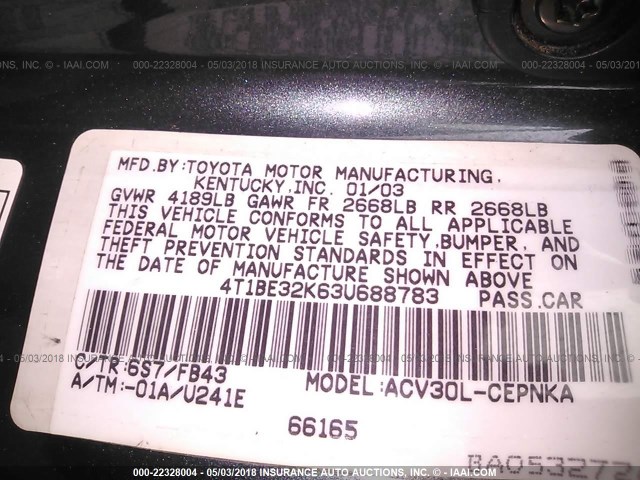 000-22328004 - 05/03/2018 INSURANCE AUTO AUCTIONS, INC. - IAAI.COM
MFD.BY:TOYOTA MOTOR MANUFACTURING,
KENTUCKY,INC. 01/03
GVWR 4189LB GAWR FR 2668LB RR 2668LB
THIS VEHICLE CONFORMS TO ALL APPLICABLE
FEDERAL MOTOR VEHICLE SAFETY,BUMPER, AND
THEFT PREVENTION STANDARDS IN EFFECT ON
THE DATE OF MANUFACTURE SHOWN ABOVE
4T1BE32K63U688783 PASS.CAR
C/TR:6S7/FB43
A/TM:-01A/U241E
MODEL:ACV30L-CEPNKA
66165
000-22328004 - 05/03/2018 INSURANCE AUTO AUCTIONS, INC. - IAAI.COM